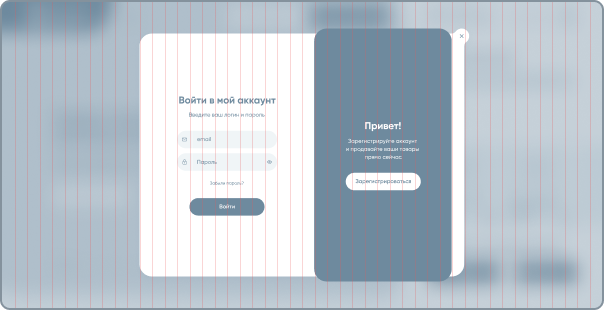 Войти в мой аккаунт
Введите ваш логин и пароль
email
Пароль
Забыли пароль?
Войти
Привет!
Зарегистрируйте аккаунт
и продавайте ваши товары
прямо сейчас
Зарегистрироваться